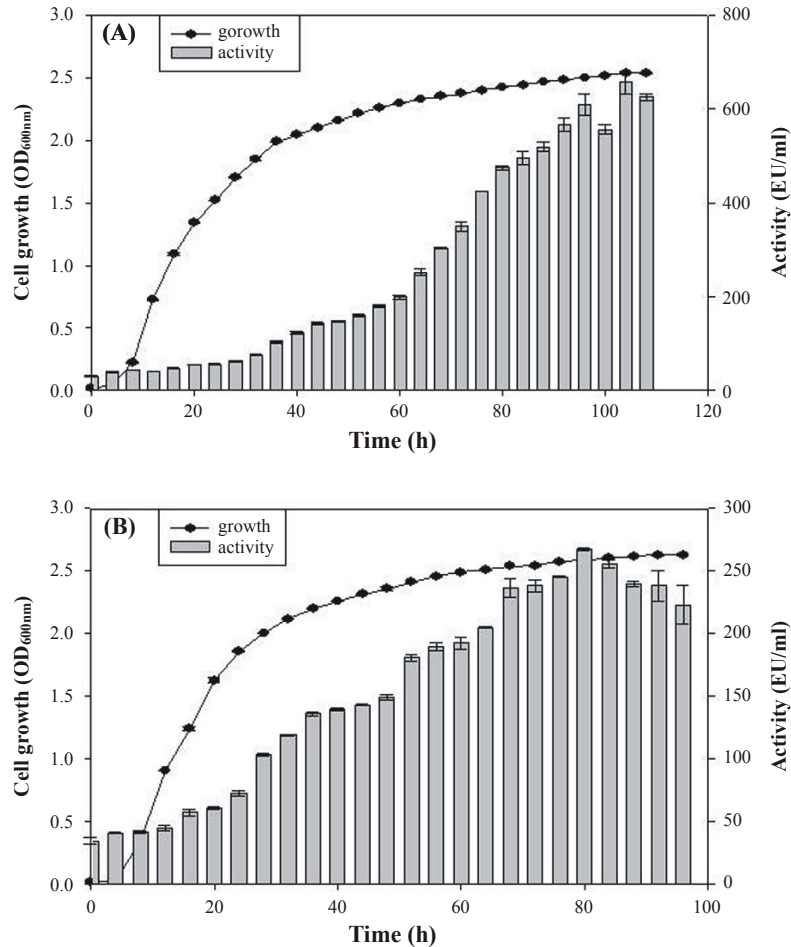 (A)
gorowth
activity
3.0
2.5
2.0
1.5
1.0
0.5
0.0
Cell growth (OD600nm)
800
600
400
200
0
Activity (EU/ml)
0 20 40 60 80 100 120
Time (h)
(B)
growth
activity
3.0
2.5
2.0
1.5
1.0
0.5
0.0
Cell growth (OD600nm)
300
250
200
150
100
50
0
Activity (EU/ml)
0 20 40 60 80 100
Time (h)